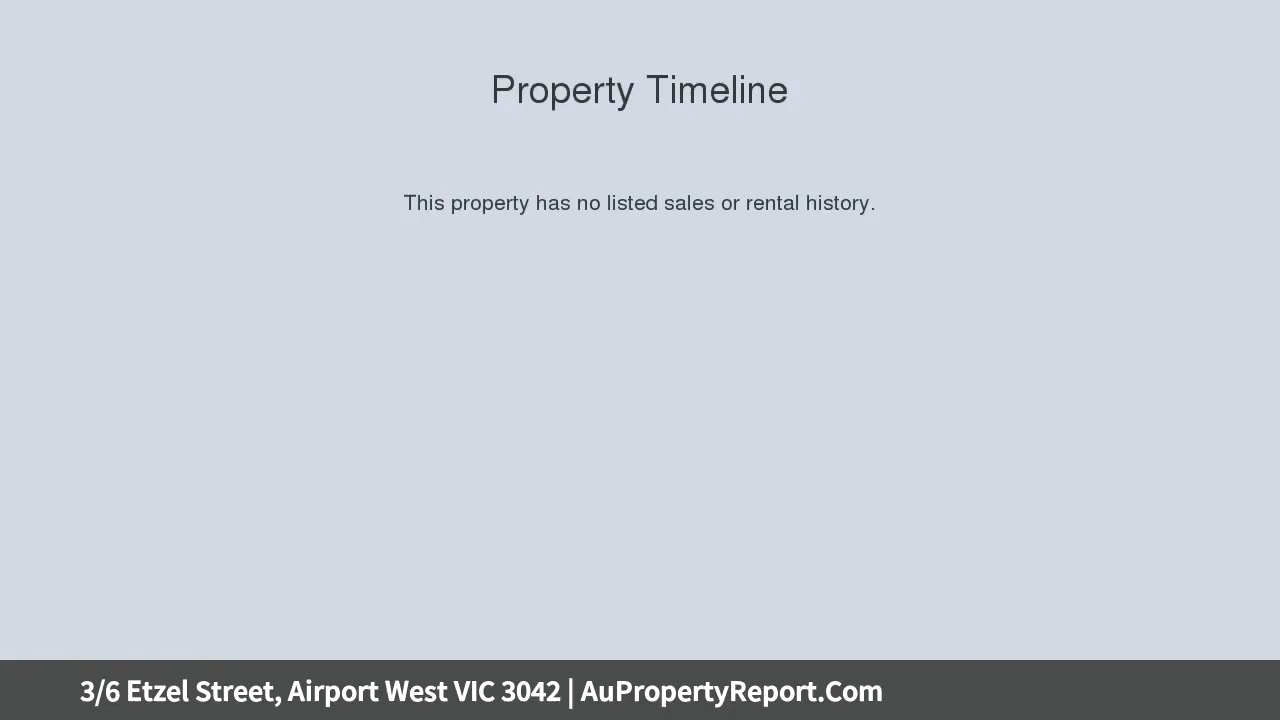 Property Timeline
This property has no listed sales or rental history.
3/6 Etzel Street, Airport West VIC 3042 | AuPropertyReport.Com